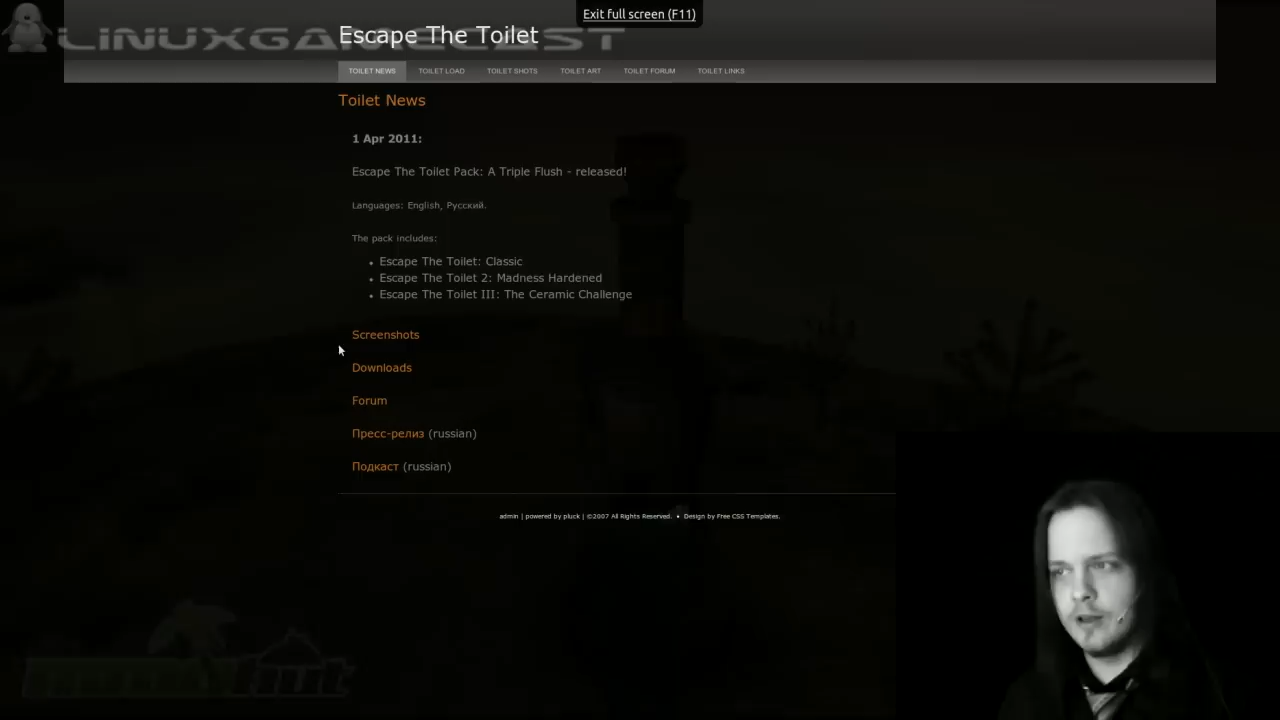 Exit full screen (F11)
LINUXGAMECAST
Escape The Toilet
TOILET NEWS TOILET LOAD TOILET SHOTS TOILET ART TOILET FORUM TOILET LINKS
Toilet News
1 Apr 2011:
Escape The Toilet Pack: A Triple Flush - released!
Languages: English, Русский.
The pack includes:
• Escape The Toilet: Classic
• Escape The Toilet 2: Madness Hardened
• Escape The Toilet III: The Ceramic Challenge
Screenshots
Downloads
Forum
Пресс-релиз (russian)
Подкаст (russian)
admin | powered by pluck | ©2007 All Rights Reserved. • Design by Free CSS Templates.